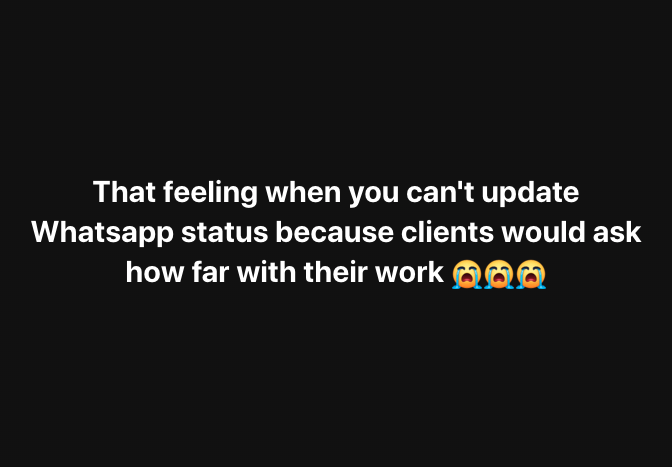 That feeling when you can't update
Whatsapp status because clients would ask
how far with their work 😭😭😭